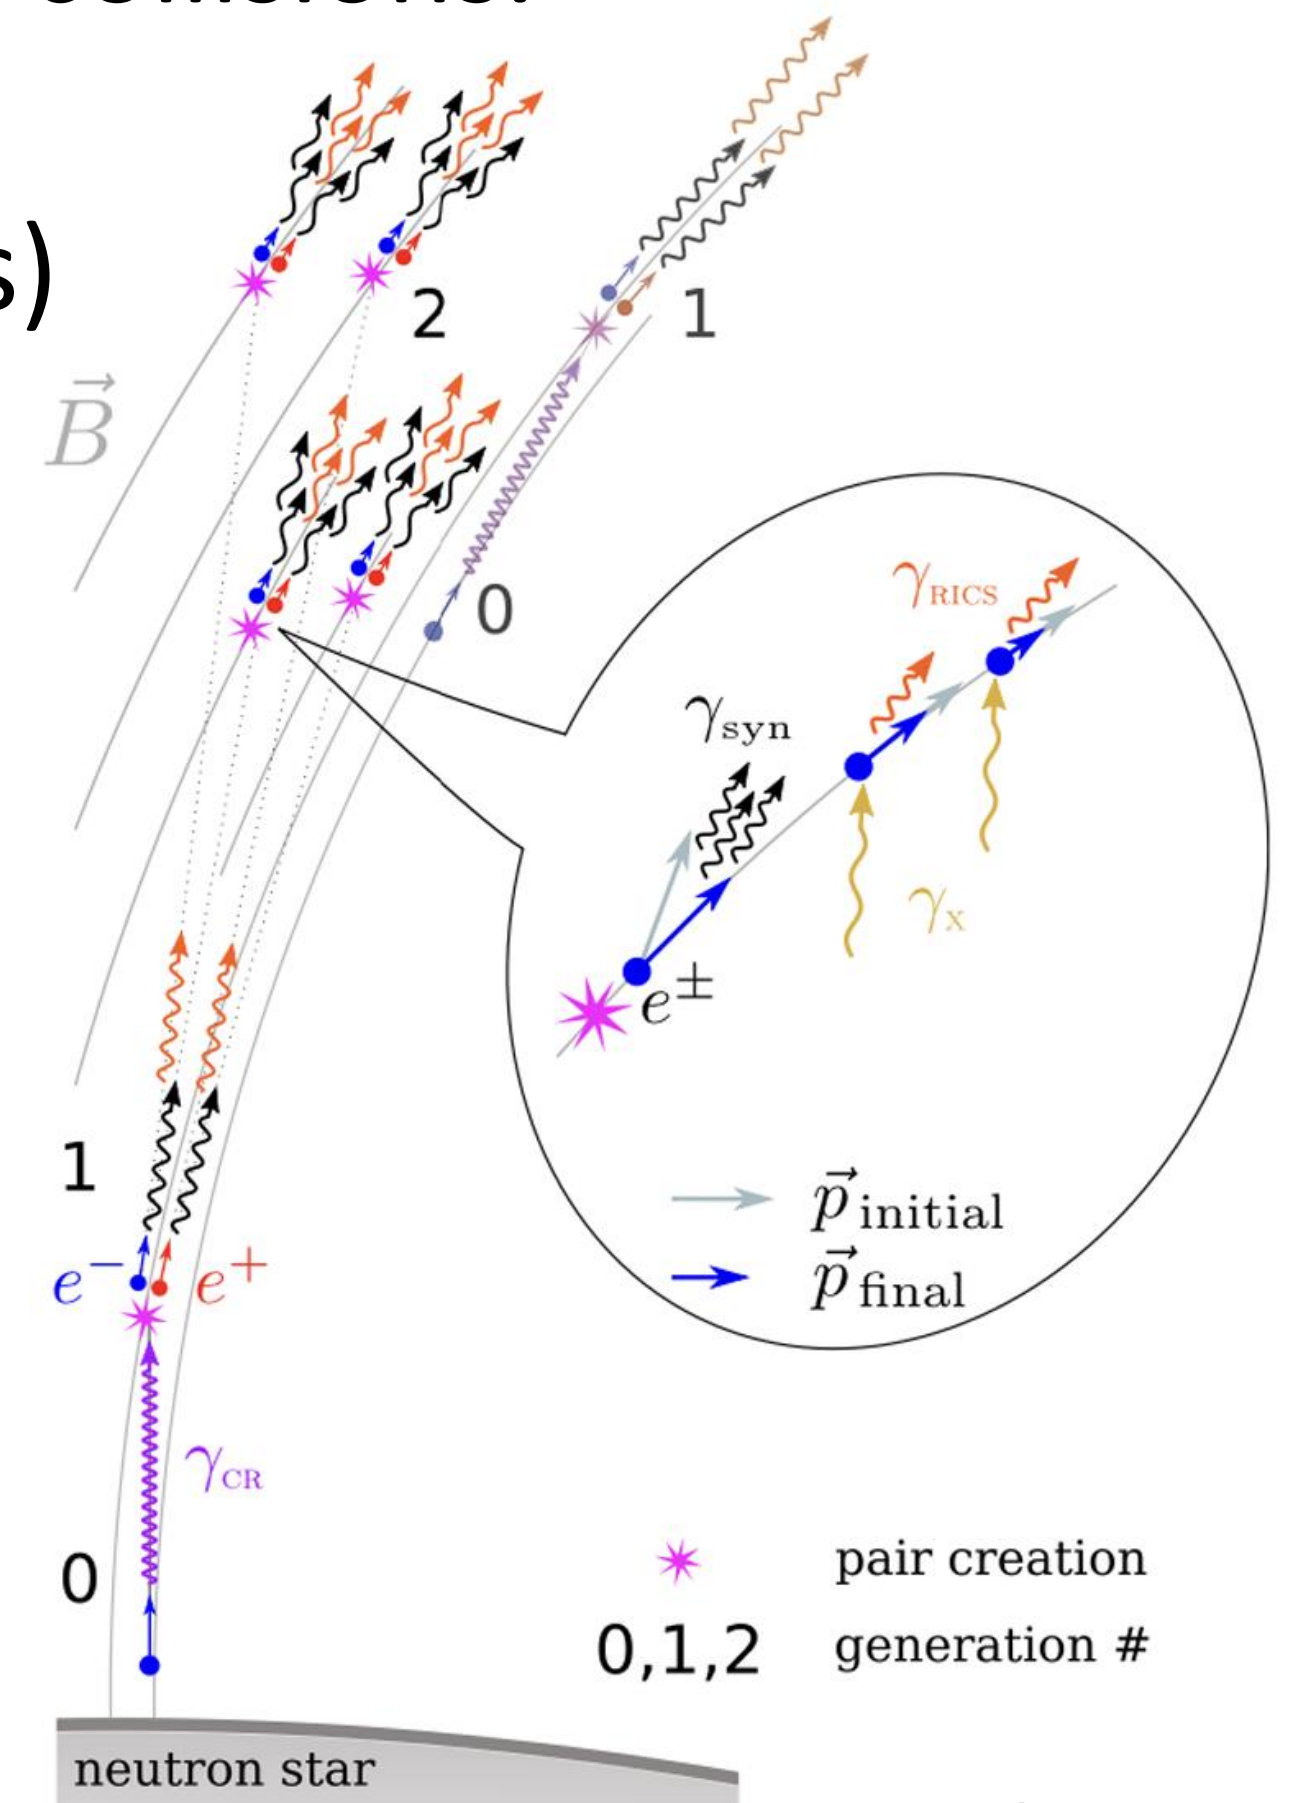 s)
2
1
B⃗
0
γRICS
γsyn
γX
e±
1
p⃗initial
p⃗final
e− e+
γCR
0
pair creation
0,1,2 generation #
neutron star